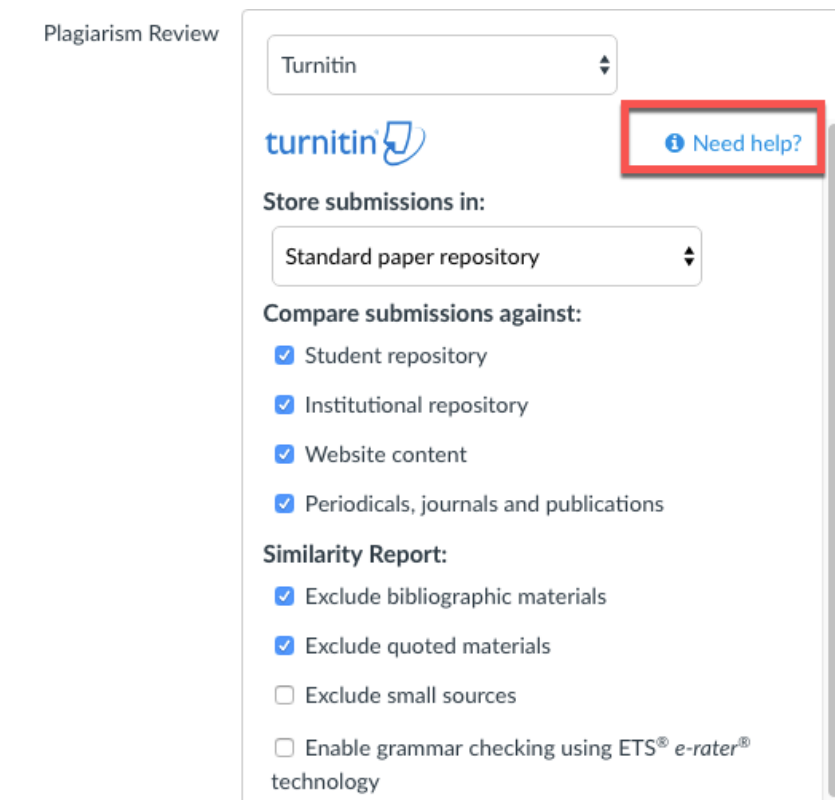 Plagiarism Review
Turnitin
turnitin
Need help?
Store submissions in:
Standard paper repository
Compare submissions against:
Student repository
Institutional repository
Website content
Periodicals, journals and publications
Similarity Report:
Exclude bibliographic materials
Exclude quoted materials
Exclude small sources
Enable grammar checking using ETS® e-rater®
technology